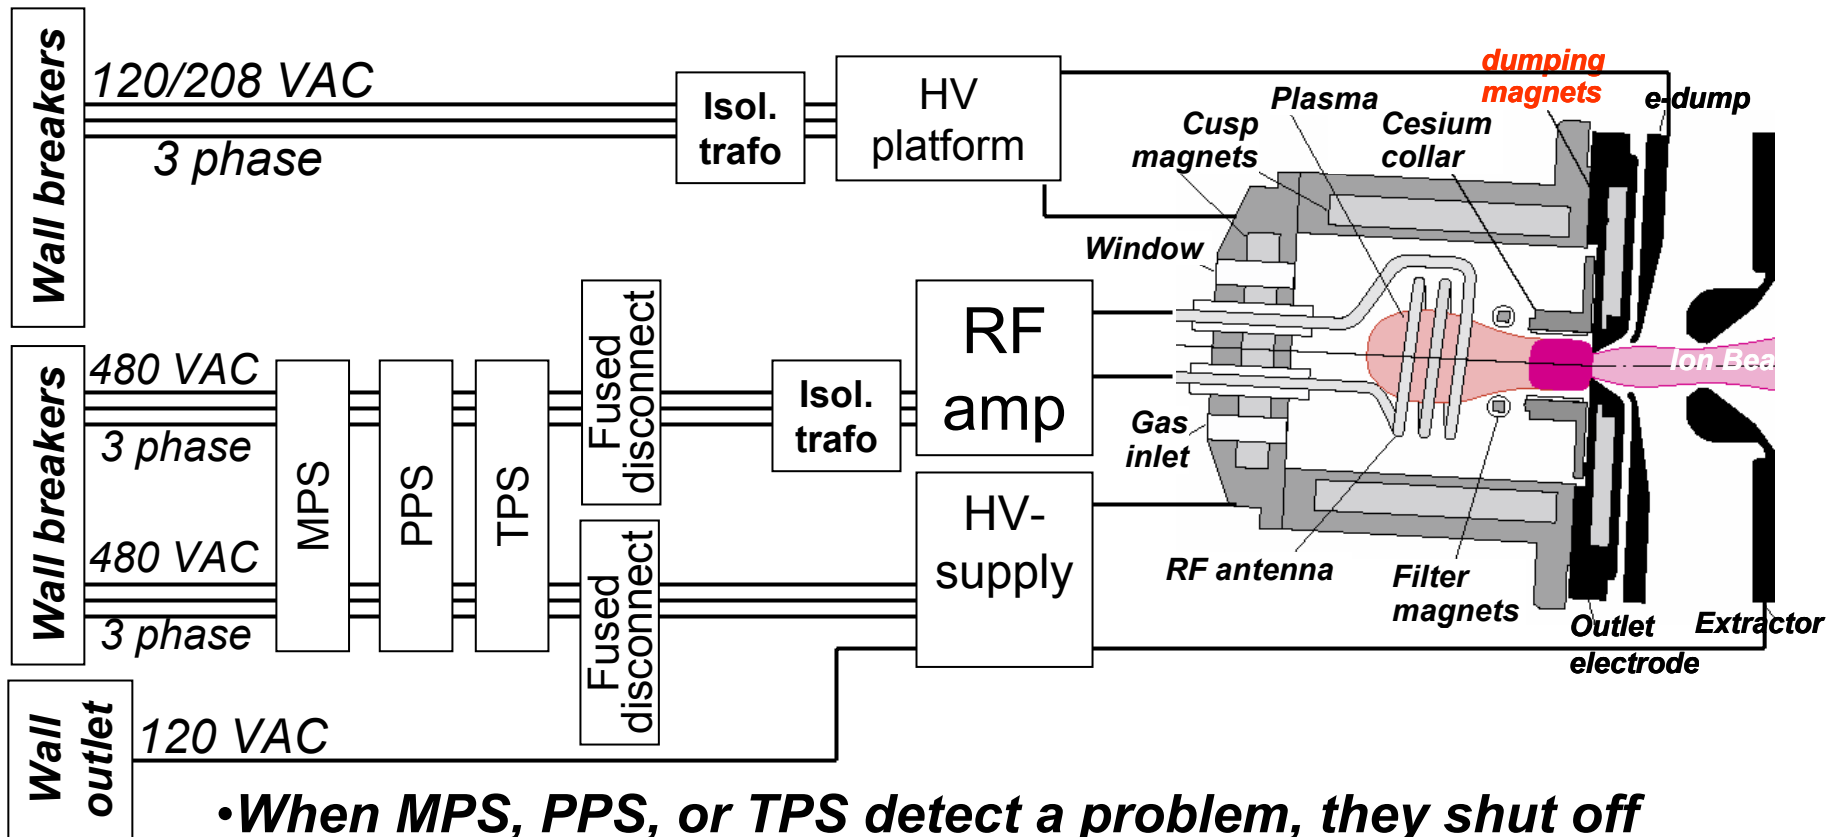 Wall breakers
120/208 VAC
3 phase
Isol.
trafo
HV
platform
dumping
magnets
e-dump
Plasma
Cusp
magnets
Cesium
collar
Window
Wall breakers
480 VAC
3 phase
480 VAC
3 phase
MPS
PPS
TPS
Fused
disconnect
Fused
disconnect
Isol.
trafo
RF
amp
HV-
supply
Gas
inlet
Ion Bea
RF antenna
Filter
magnets
Outlet
electrode
Extractor
Wall
outlet
120 VAC
•When MPS, PPS, or TPS detect a problem, they shut off